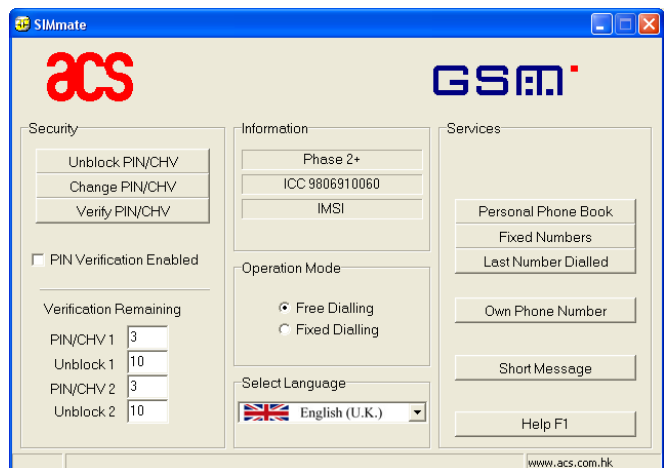 SIMmate
acs
GSM
Security
Unblock PIN/CHV
Change PIN/CHV
Verify PIN/CHV
PIN Verification Enabled
Verification Remaining
PIN/CHV 1 3
Unblock 1 10
PIN/CHV 2 3
Unblock 2 10
Information
Phase 2+
ICC 9806910060
IMSI
Operation Mode
Free Dialling
Fixed Dialling
Select Language
English (U.K.)
Services
Personal Phone Book
Fixed Numbers
Last Number Dialled
Own Phone Number
Short Message
Help F1
www.acs.com.hk